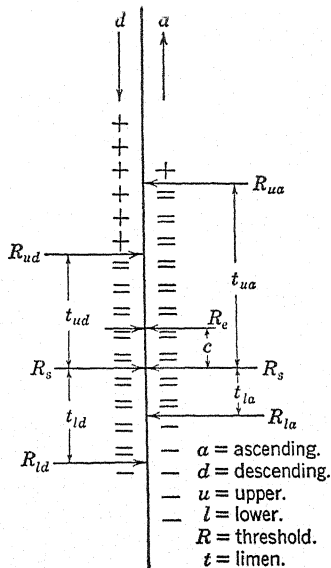 d a
R_ua
R_ud
t_ua
t_ud
R_e
c
R_s R_s
t_ld t_la
R_la
R_ld
a = ascending.
d = descending.
u = upper.
l = lower.
R = threshold.
t = limen.